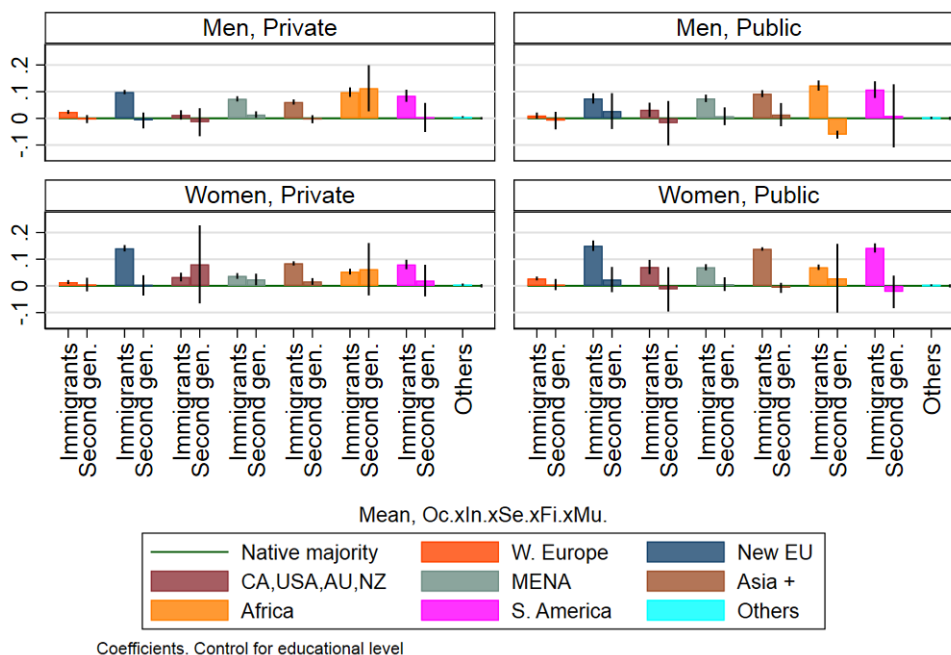 Men, Private
Men, Public
.2
.1
0
-.1
Women, Private
Women, Public
.2
.1
0
-.1
Immigrants
Second gen.
Immigrants
Second gen.
Immigrants
Second gen.
Immigrants
Second gen.
Immigrants
Second gen.
Immigrants
Second gen.
Immigrants
Second gen.
Others
Immigrants
Second gen.
Immigrants
Second gen.
Immigrants
Second gen.
Immigrants
Second gen.
Immigrants
Second gen.
Immigrants
Second gen.
Immigrants
Second gen.
Others
Mean, Oc.xIn.xSe.xFi.xMu.
Native majority
W. Europe
New EU
CA,USA,AU,NZ
MENA
Asia +
Africa
S. America
Others
Coefficients. Control for educational level